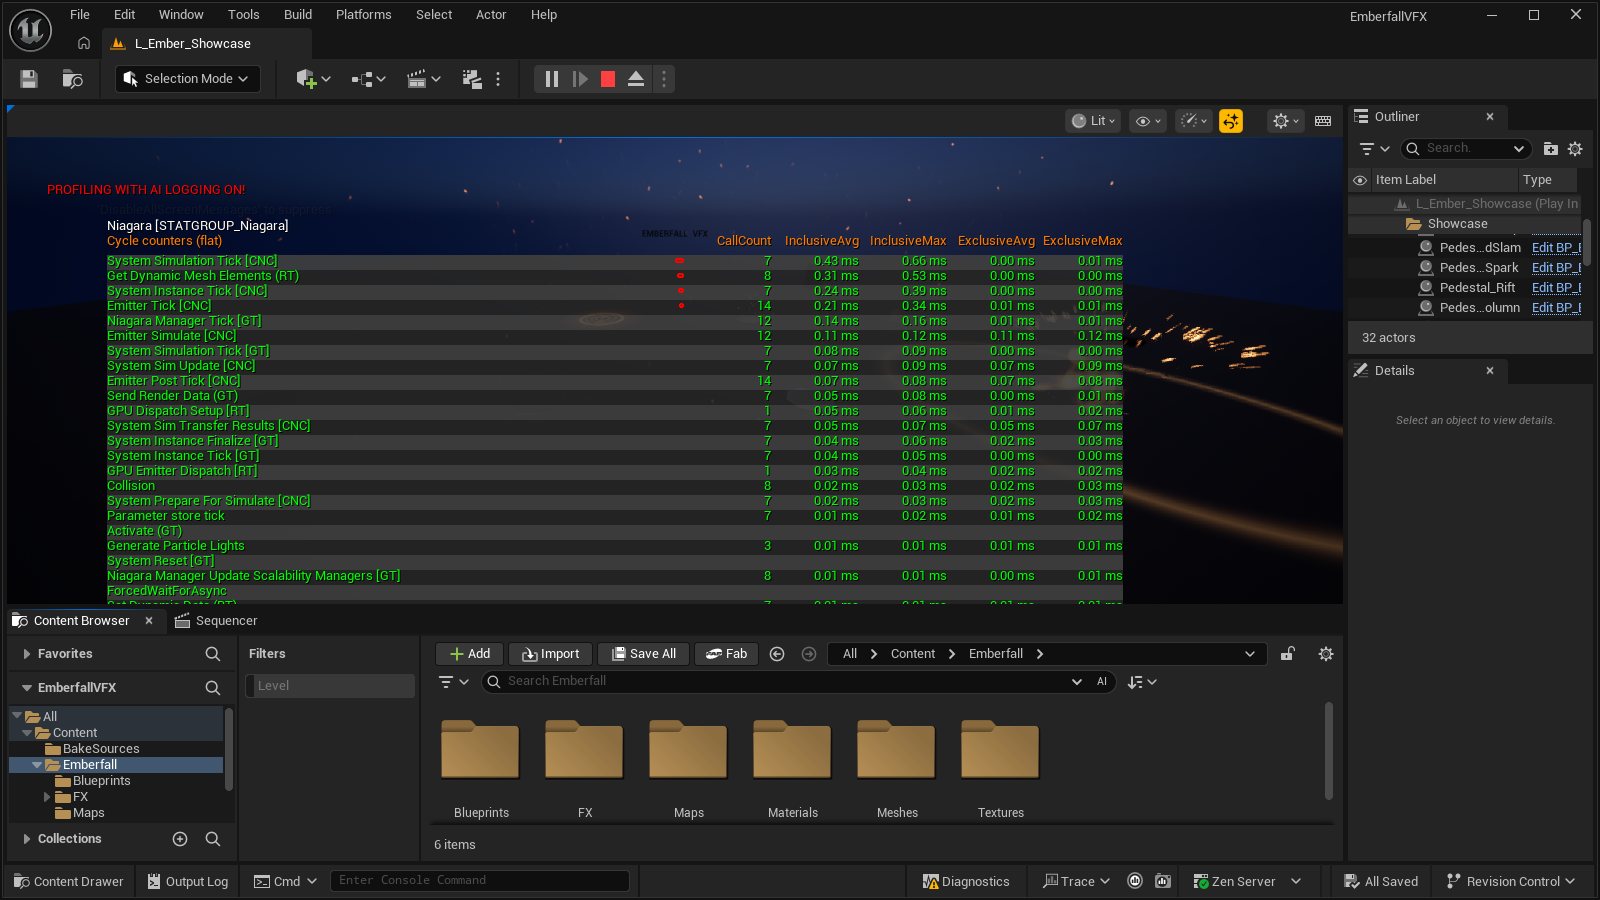 File Edit Window Tools Build Platforms Select Actor Help
EmberfallVFX
L_Ember_Showcase
Selection Mode
Lit
PROFILING WITH AI LOGGING ON!
'DisableAllScreenMessages' to suppress
Niagara [STATGROUP_Niagara]
EMBERFALL VFX
Cycle counters (flat) CallCount InclusiveAvg InclusiveMax ExclusiveAvg ExclusiveMax
System Simulation Tick [CNC] 7 0.43 ms 0.66 ms 0.00 ms 0.01 ms
Get Dynamic Mesh Elements (RT) 8 0.31 ms 0.53 ms 0.00 ms 0.00 ms
System Instance Tick [CNC] 7 0.24 ms 0.39 ms 0.00 ms 0.00 ms
Emitter Tick [CNC] 14 0.21 ms 0.34 ms 0.01 ms 0.01 ms
Niagara Manager Tick [GT] 12 0.14 ms 0.16 ms 0.01 ms 0.01 ms
Emitter Simulate [CNC] 12 0.11 ms 0.12 ms 0.11 ms 0.12 ms
System Simulation Tick [GT] 7 0.08 ms 0.09 ms 0.00 ms 0.00 ms
System Sim Update [CNC] 7 0.07 ms 0.09 ms 0.07 ms 0.09 ms
Emitter Post Tick [CNC] 14 0.07 ms 0.08 ms 0.07 ms 0.08 ms
Send Render Data (GT) 7 0.05 ms 0.08 ms 0.00 ms 0.01 ms
GPU Dispatch Setup [RT] 1 0.05 ms 0.06 ms 0.01 ms 0.02 ms
System Sim Transfer Results [CNC] 7 0.05 ms 0.07 ms 0.05 ms 0.07 ms
System Instance Finalize [GT] 7 0.04 ms 0.06 ms 0.02 ms 0.03 ms
System Instance Tick [GT] 7 0.04 ms 0.05 ms 0.00 ms 0.00 ms
GPU Emitter Dispatch [RT] 1 0.03 ms 0.04 ms 0.02 ms 0.02 ms
Collision 8 0.02 ms 0.03 ms 0.02 ms 0.03 ms
System Prepare For Simulate [CNC] 7 0.02 ms 0.03 ms 0.02 ms 0.03 ms
Parameter store tick 7 0.01 ms 0.02 ms 0.01 ms 0.02 ms
Activate (GT)
Generate Particle Lights 3 0.01 ms 0.01 ms 0.01 ms 0.01 ms
System Reset [GT]
Niagara Manager Update Scalability Managers [GT] 8 0.01 ms 0.01 ms 0.00 ms 0.01 ms
ForcedWaitForAsync
Outliner
Search.
Item Label Type
L_Ember_Showcase (Play In
Showcase
Pedes...dSlam Edit BP_E
Pedes...Spark Edit BP_E
Pedestal_Rift Edit BP_E
Pedes...olumn Edit BP_E
32 actors
Details
Select an object to view details.
Content Browser Sequencer
Favorites
EmberfallVFX
All
Content
BakeSources
Emberfall
Blueprints
FX
Maps
Collections
Filters
Level
Add Import Save All Fab All Content Emberfall
Search Emberfall AI
Blueprints FX Maps Materials Meshes Textures
6 items
Content Drawer Output Log Cmd Enter Console Command Diagnostics Trace Zen Server All Saved Revision Control